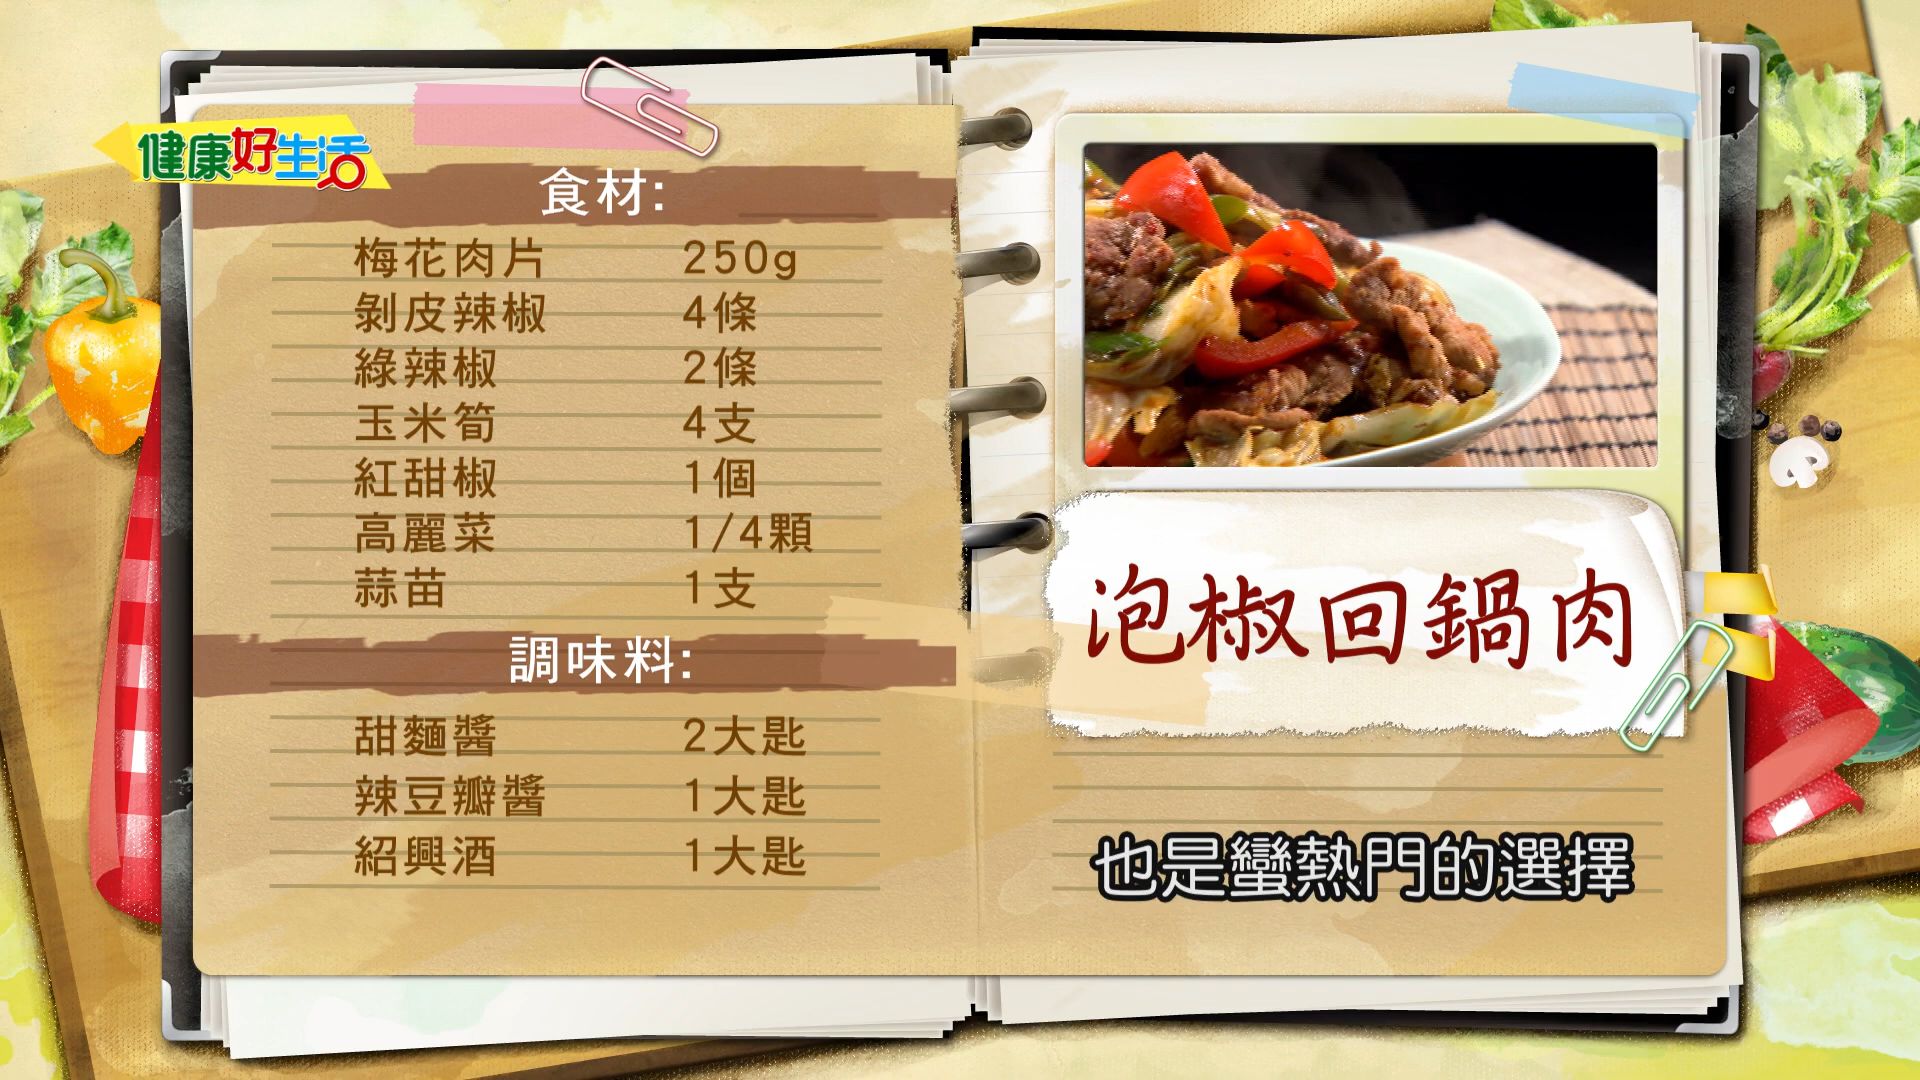 健康好生活
食材:
梅花肉片 250g
剝皮辣椒 4條
綠辣椒 2條
玉米筍 4支
紅甜椒 1個
高麗菜 1/4顆
蒜苗 1支
調味料:
甜麵醬 2大匙
辣豆瓣醬 1大匙
紹興酒 1大匙
泡椒回鍋肉
也是蠻熱門的選擇